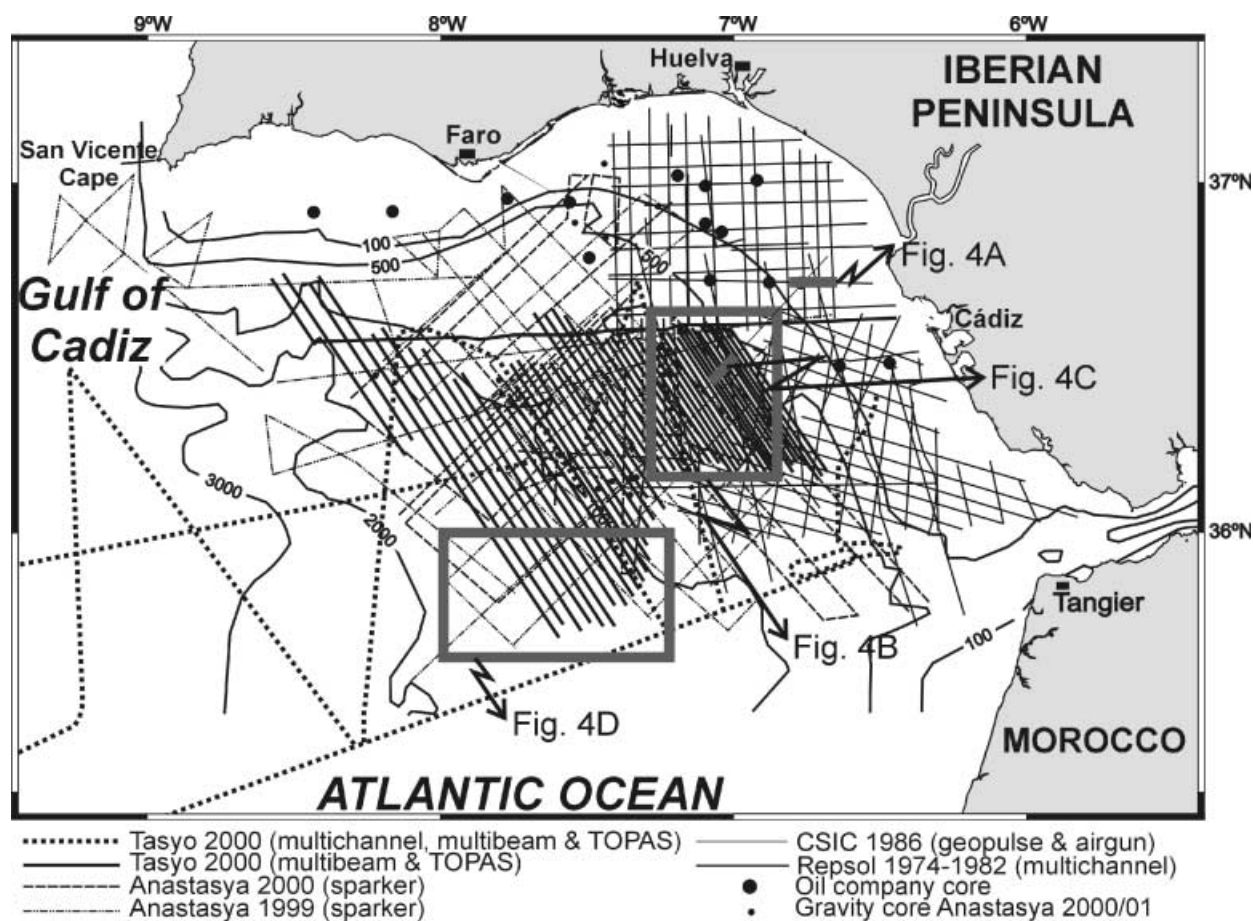 9ºW 8ºW 7ºW 6ºW
Huelva
IBERIAN
PENINSULA
Faro
San Vicente
Cape
37ºN
100
500
500
Fig. 4A
Gulf of
Cadiz
Cádiz
Fig. 4C
3000
2000
1000
36ºN
Tangier
100
Fig. 4B
Fig. 4D
MOROCCO
ATLANTIC OCEAN
Tasyo 2000 (multichannel, multibeam & TOPAS)
Tasyo 2000 (multibeam & TOPAS)
Anastasya 2000 (sparker)
Anastasya 1999 (sparker)
CSIC 1986 (geopulse & airgun)
Repsol 1974-1982 (multichannel)
Oil company core
Gravity core Anastasya 2000/01